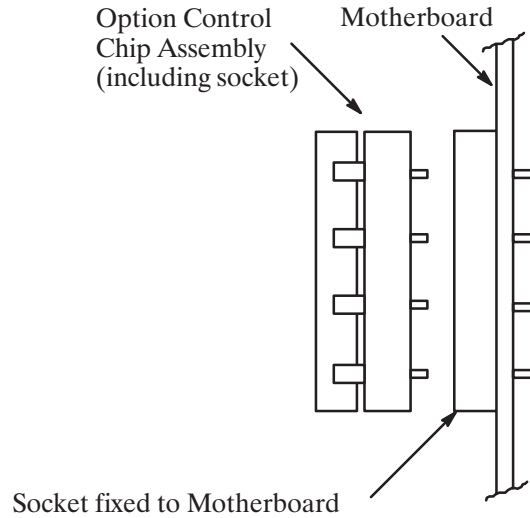 Option Control
Chip Assembly
(including socket)
Motherboard
Socket fixed to Motherboard